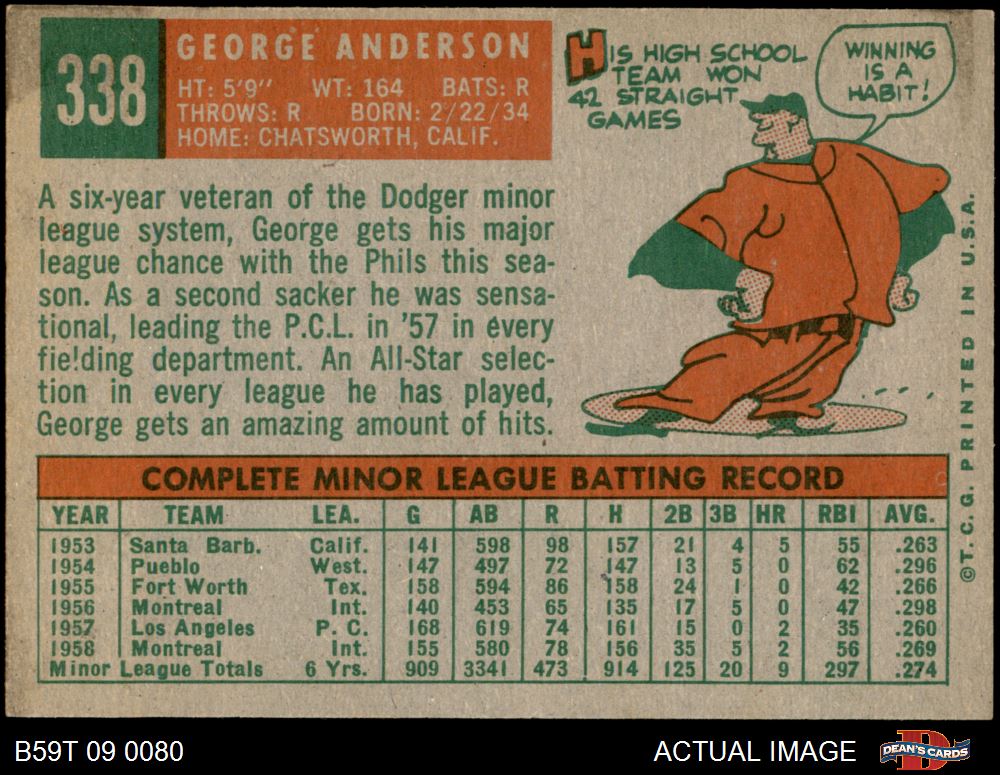 338
GEORGE ANDERSON
HT: 5'9" WT: 164 BATS: R
THROWS: R BORN: 2/22/34
HOME: CHATSWORTH, CALIF.
HIS HIGH SCHOOL
TEAM WON
42 STRAIGHT
GAMES
WINNING
IS A
HABIT!
A six-year veteran of the Dodger minor
league system, George gets his major
league chance with the Phils this sea-
son. As a second sacker he was sensa-
tional, leading the P.C.L. in '57 in every
fie!ding department. An All-Star selec-
tion in every league he has played,
George gets an amazing amount of hits.
COMPLETE MINOR LEAGUE BATTING RECORD
YEAR TEAM LEA. G AB R H 2B 3B HR RBI AVG.
1953 Santa Barb. Calif. 141 598 98 157 21 4 5 55 .263
1954 Pueblo West. 147 497 72 147 13 5 0 62 .296
1955 Fort Worth Tex. 158 594 86 158 24 1 0 42 .266
1956 Montreal Int. 140 453 65 135 17 5 0 47 .298
1957 Los Angeles P. C. 168 619 74 161 15 0 2 35 .260
1958 Montreal Int. 155 580 78 156 35 5 2 56 .269
Minor League Totals 6 Yrs. 909 3341 473 914 125 20 9 297 .274
©T.C.G. PRINTED IN U.S.A.
B59T 09 0080
ACTUAL IMAGE
DEAN'S CARDS